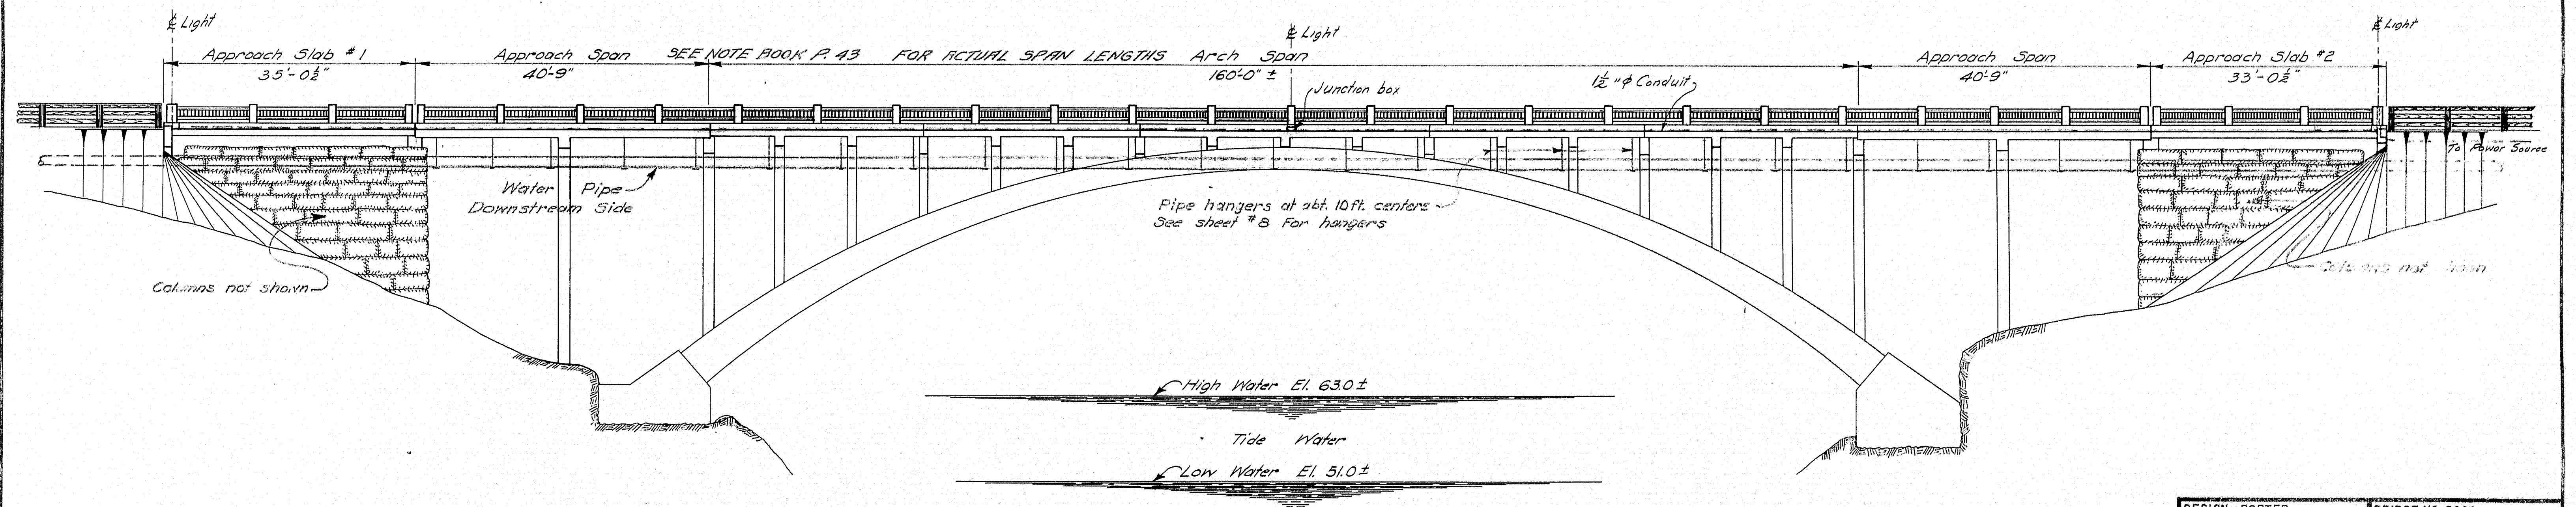 ℄ Light
℄ Light
℄ Light
Approach Slab #1
35'-0½"
Approach Span
40'-9"
SEE NOTE BOOK P. 43 FOR ACTUAL SPAN LENGTHS
Arch Span
160'-0" ±
Approach Span
40'-9"
Approach Slab #2
33'-0½"
Junction box
1½"φ Conduit
To Power Source
Water Pipe
Downstream Side
Pipe hangers at abt. 10ft. centers
See sheet #8 For hangers
Columns not shown
not
High Water El. 63.0±
Tide Water
Low Water El. 51.0±